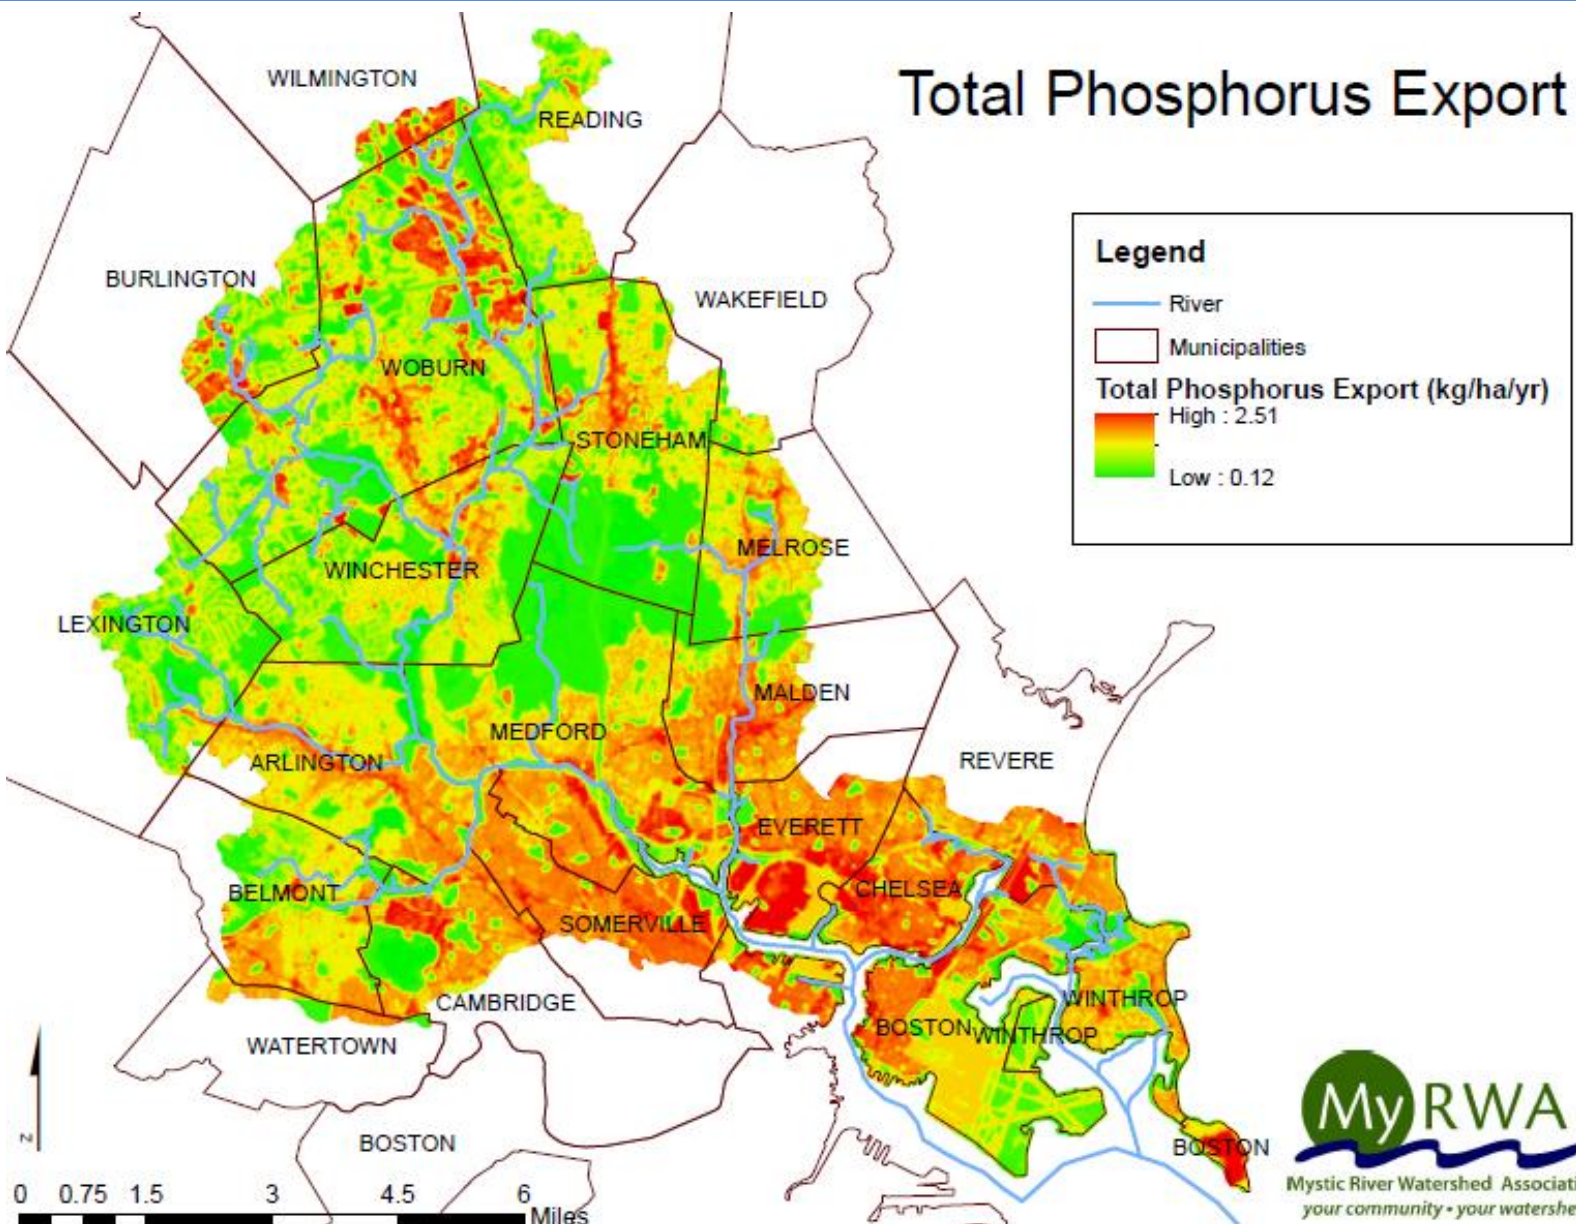 Total Phosphorus Export
WILMINGTON
READING
BURLINGTON
WAKEFIELD
WOBURN
STONEHAM
MELROSE
WINCHESTER
LEXINGTON
MALDEN
MEDFORD
ARLINGTON
REVERE
EVERETT
BELMONT
CHELSEA
SOMERVILLE
CAMBRIDGE
WINTHROP
BOSTON
WINTHROP
WATERTOWN
BOSTON
BOSTON
Legend
River
Municipalities
Total Phosphorus Export (kg/ha/yr)
High : 2.51
Low : 0.12
N
0 0.75 1.5 3 4.5 6
Miles
MyRWA
Mystic River Watershed Associati
your community • your watershe